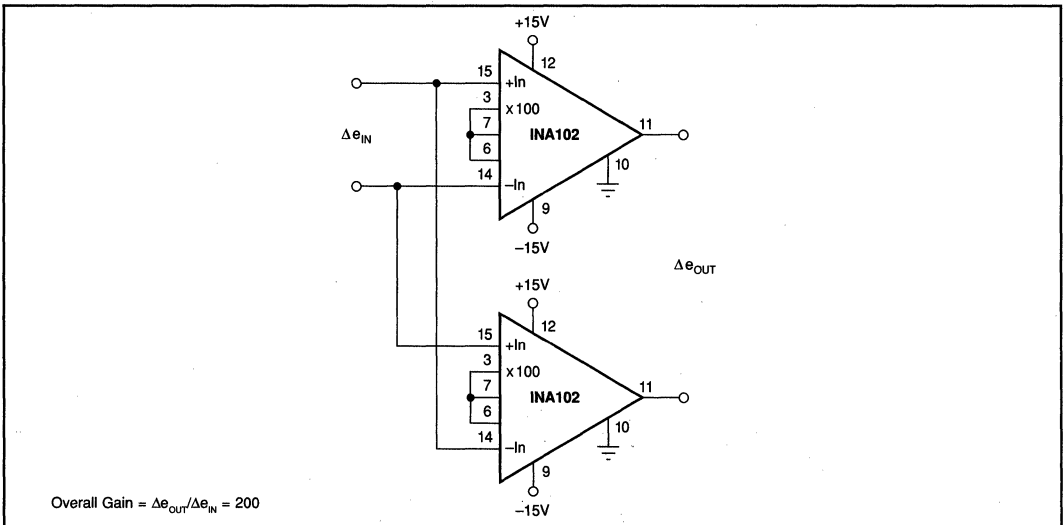 +15V
12
15
+In
3
x100
7
INA102
11
ΔeIN
6
10
14
–In
9
–15V
ΔeOUT
+15V
12
15
+In
3
x100
7
INA102
11
6
10
14
–In
9
–15V
Overall Gain = ΔeOUT/ΔeIN = 200